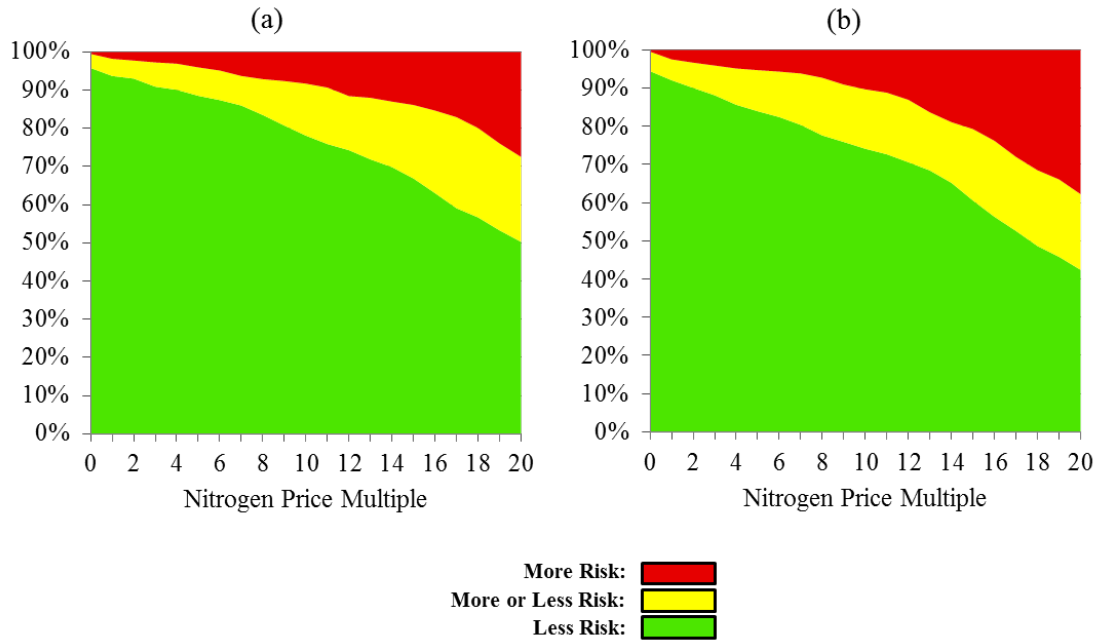 (a)
(b)
100%
90%
80%
70%
60%
50%
40%
30%
20%
10%
0%
0 2 4 6 8 10 12 14 16 18 20
Nitrogen Price Multiple
100%
90%
80%
70%
60%
50%
40%
30%
20%
10%
0%
0 2 4 6 8 10 12 14 16 18 20
Nitrogen Price Multiple
More Risk:
More or Less Risk:
Less Risk: